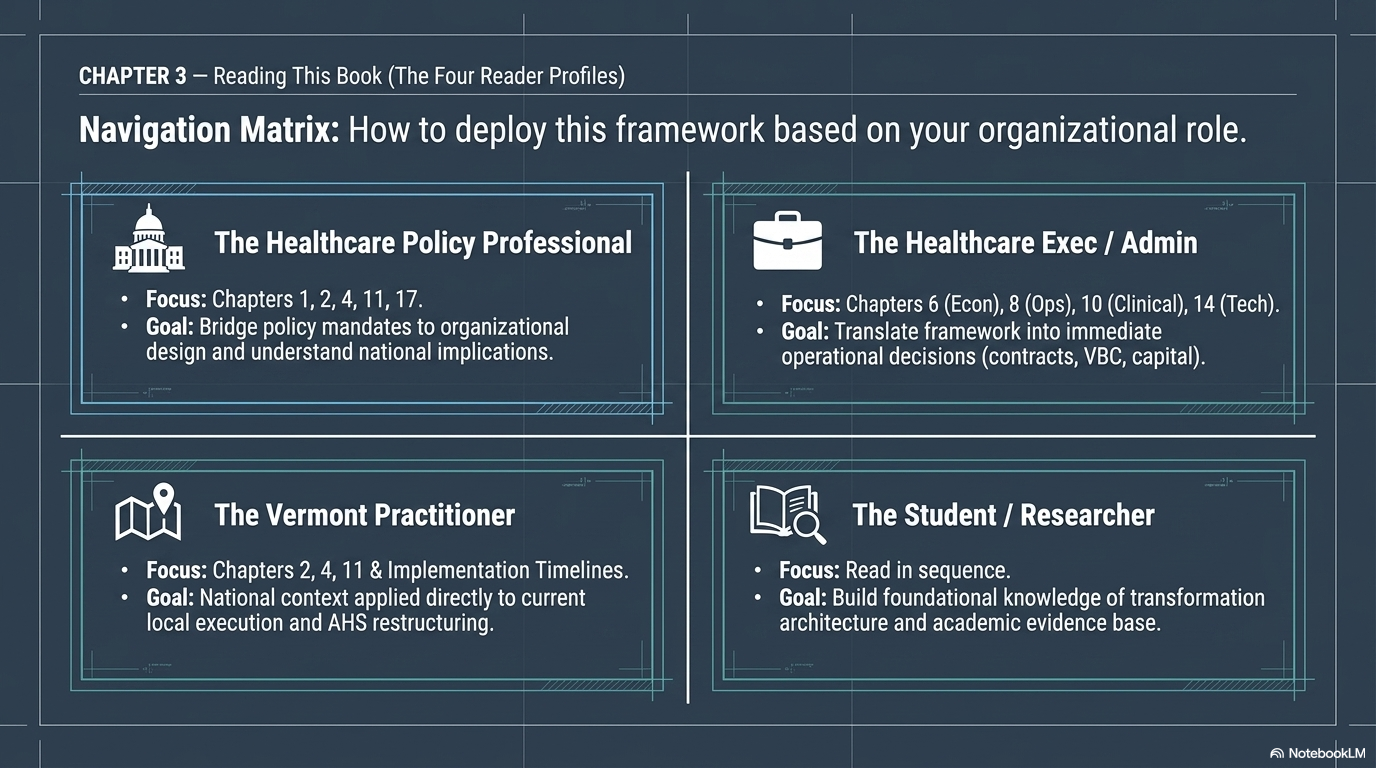 CHAPTER 3 — Reading This Book (The Four Reader Profiles)
Navigation Matrix: How to deploy this framework based on your organizational role.
The Healthcare Policy Professional
• Focus: Chapters 1, 2, 4, 11, 17.
• Goal: Bridge policy mandates to organizational
design and understand national implications.
The Healthcare Exec / Admin
• Focus: Chapters 6 (Econ), 8 (Ops), 10 (Clinical), 14 (Tech).
• Goal: Translate framework into immediate
operational decisions (contracts, VBC, capital).
The Vermont Practitioner
• Focus: Chapters 2, 4, 11 & Implementation Timelines.
• Goal: National context applied directly to current
local execution and AHS restructuring.
The Student / Researcher
• Focus: Read in sequence.
• Goal: Build foundational knowledge of transformation
architecture and academic evidence base.
NotebookLM